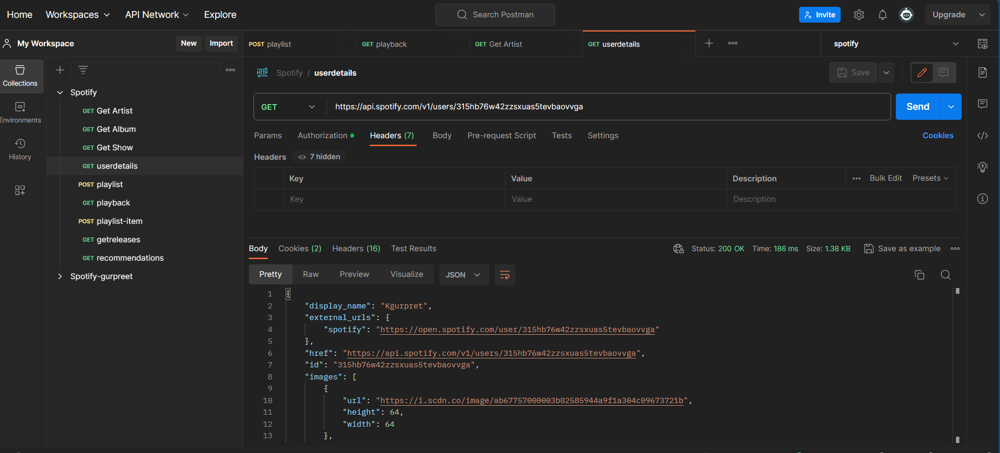 Home Workspaces API Network Explore Search Postman Invite Upgrade
My Workspace New Import POST playlist GET playback GET Get Artist GET userdetails spotify
Collections
Environments
History
Spotify
GET Get Artist
GET Get Album
GET Get Show
GET userdetails
POST playlist
GET playback
POST playlist-item
GET getreleases
GET recommendations
Spotify-gurpreet
HTTP Spotify / userdetails Save
GET https://api.spotify.com/v1/users/315hb76w42zzsxuas5tevbaovvga Send
Params Authorization Headers (7) Body Pre-request Script Tests Settings Cookies
Headers 7 hidden
Key Value Description Bulk Edit Presets
Key Value Description
Body Cookies (2) Headers (16) Test Results Status: 200 OK Time: 186 ms Size: 1.38 KB Save as example
Pretty Raw Preview Visualize JSON
1 {
2 "display_name": "Kgurpret",
3 "external_urls": {
4 "spotify": "https://open.spotify.com/user/315hb76w42zzsxuas5tevbaovvga"
5 },
6 "href": "https://api.spotify.com/v1/users/315hb76w42zzsxuas5tevbaovvga",
7 "id": "315hb76w42zzsxuas5tevbaovvga",
8 "images": [
9 {
10 "url": "https://i.scdn.co/image/ab67757000003b82585944a9f1a304c09673721b",
11 "height": 64,
12 "width": 64
13 },